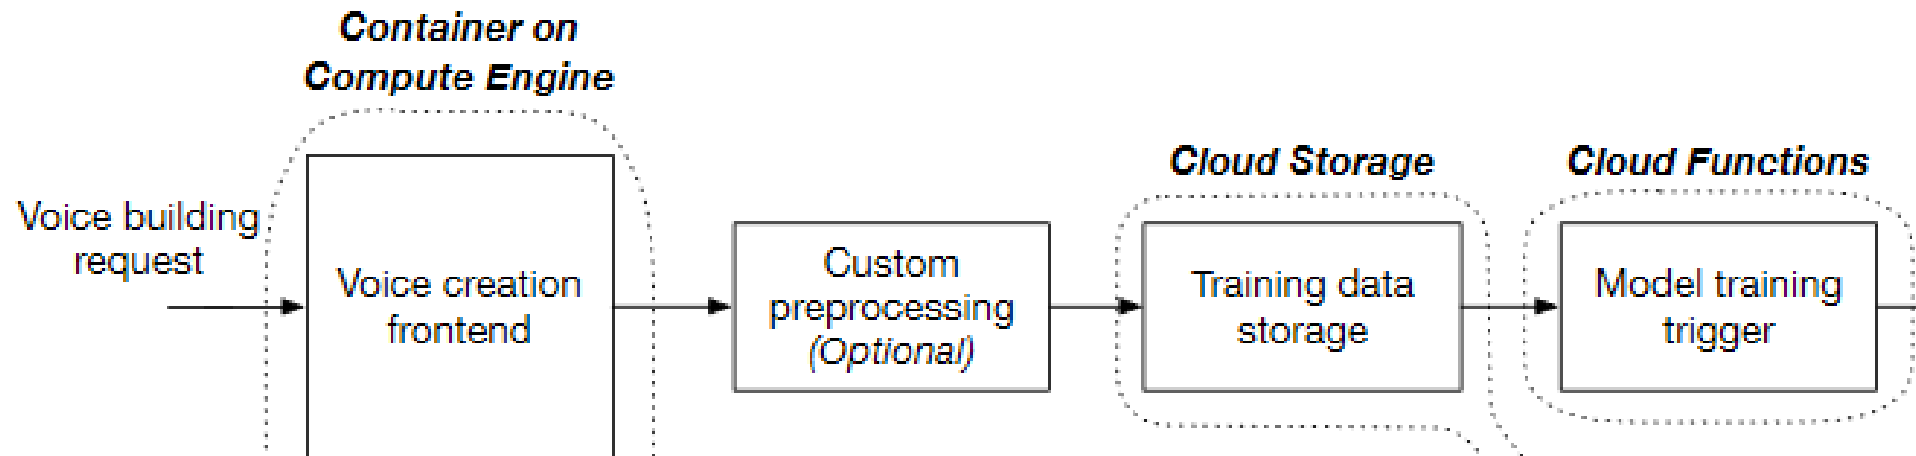 Container on
Compute Engine
Voice building
request
Voice creation
frontend
Custom
preprocessing
(Optional)
Cloud Storage
Training data
storage
Cloud Functions
Model training
trigger